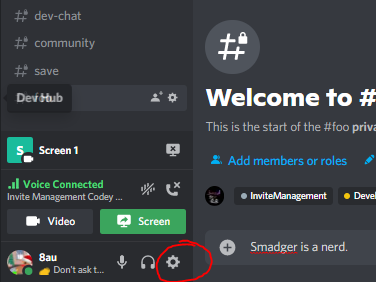 dev-chat
community
save
Dev Hub
Screen 1
Voice Connected
Invite Management Codey ...
Video
Screen
8au
Don't ask t...
Welcome to #
This is the start of the #foo priva
Add members or roles
InviteManagement
Devel
Smadger is a nerd.